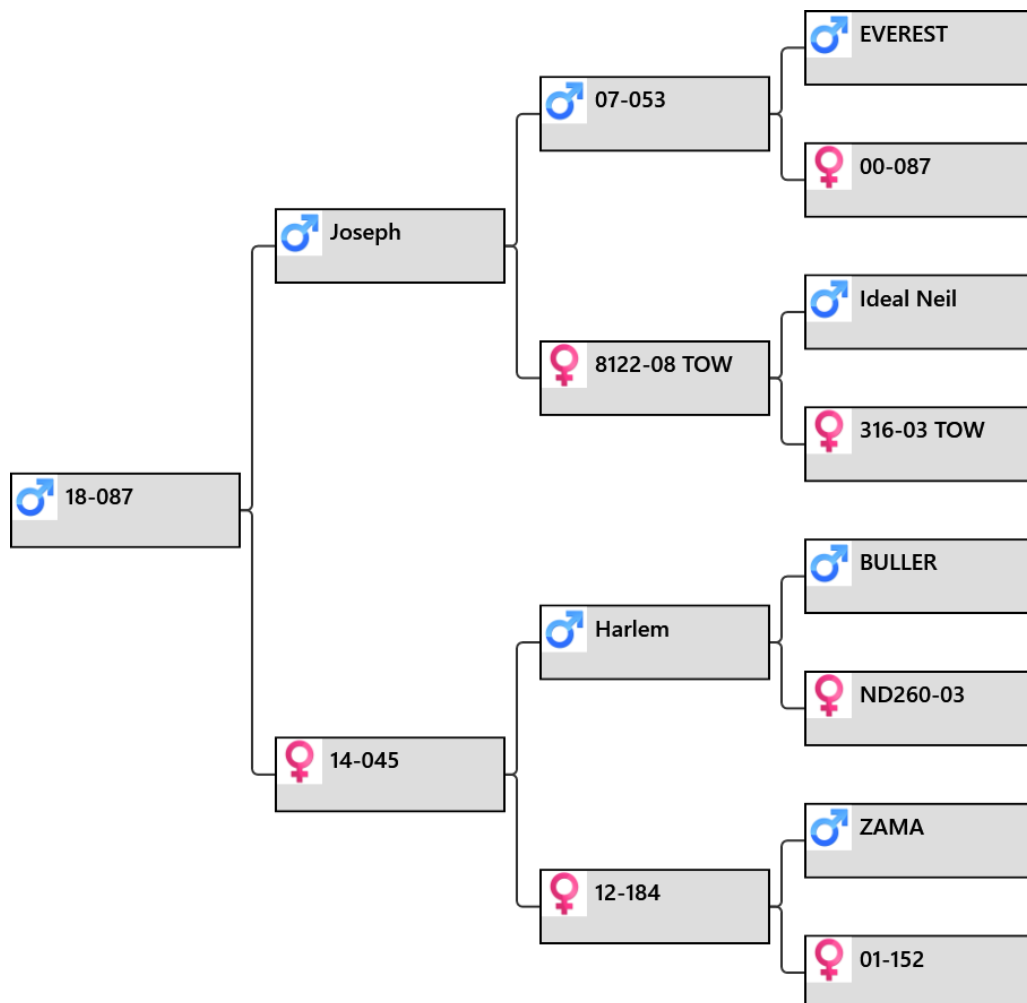 EVEREST
07-053
00-087
Joseph
Ideal Neil
8122-08 TOW
316-03 TOW
18-087
BULLER
Harlem
ND260-03
14-045
ZAMA
12-184
01-152